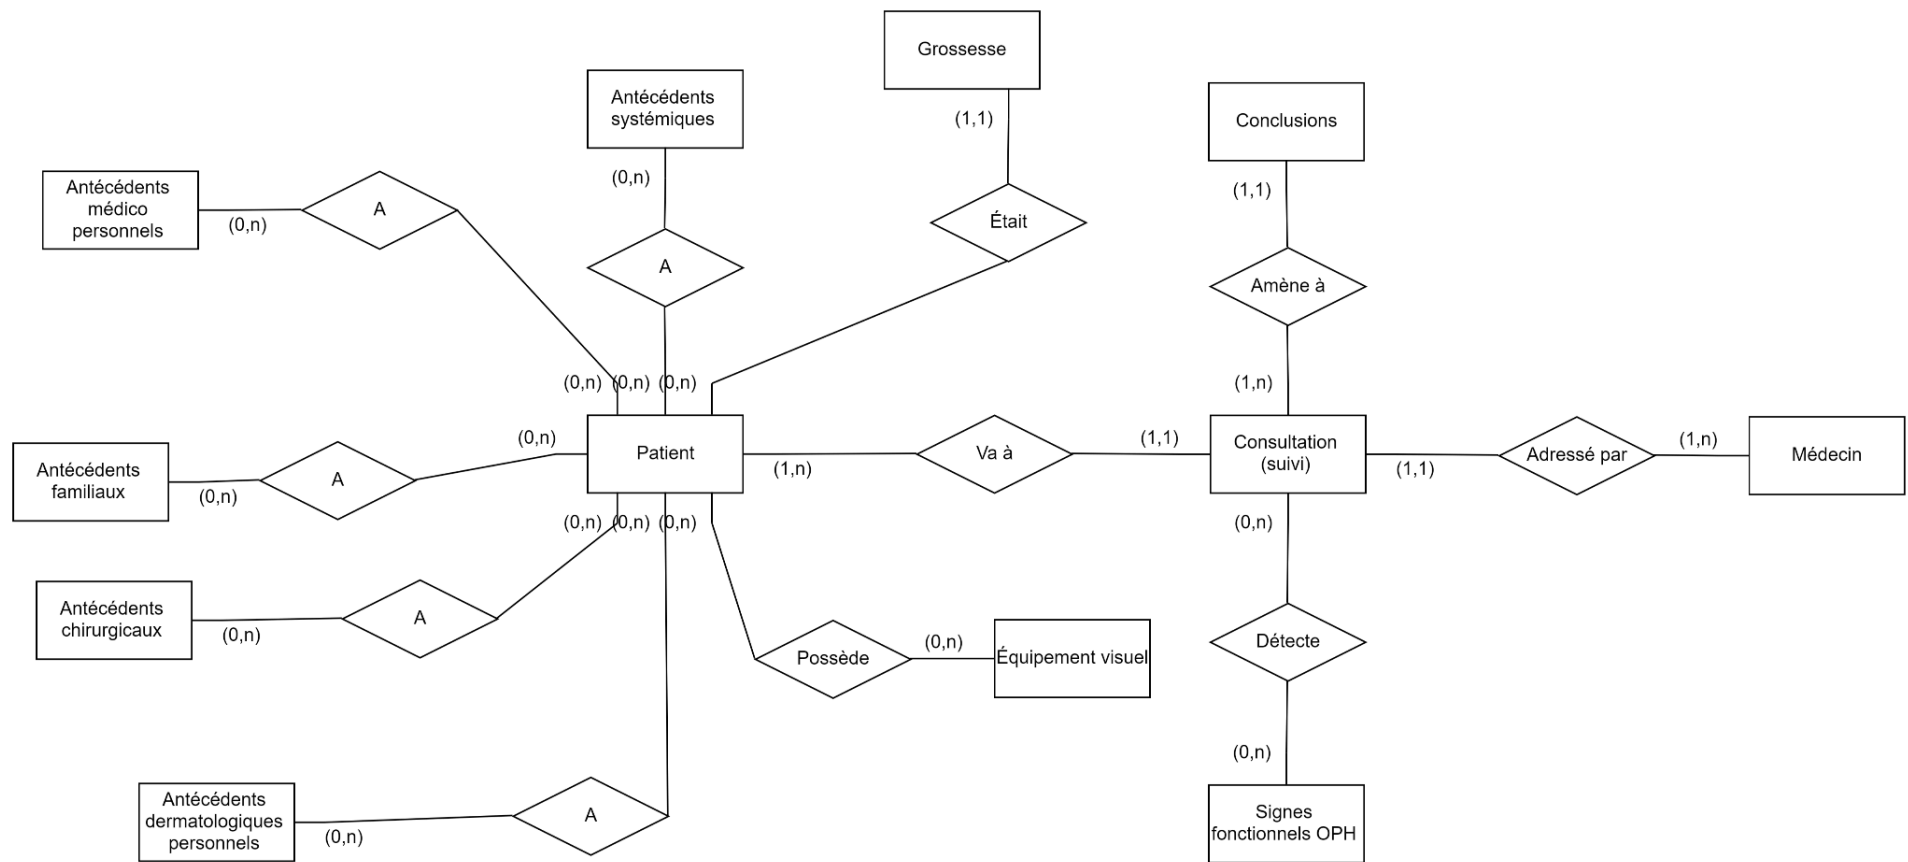 Grossesse
Antécédents
systémiques
(1,1)
Conclusions
Antécédents
médico
personnels
(0,n)
A
(0,n)
(1,1)
Était
A
Amène à
(0,n)
(0,n)
(0,n)
(1,n)
Antécédents
familiaux
(0,n)
A
(0,n)
Patient
(1,n)
Va à
(1,1)
Consultation
(suivi)
(1,1)
Adressé par
(1,n)
Médecin
(0,n)
(0,n)
(0,n)
(0,n)
Antécédents
chirurgicaux
(0,n)
A
Possède
(0,n)
Équipement visuel
Détecte
(0,n)
Antécédents
dermatologiques
personnels
(0,n)
A
Signes
fonctionnels OPH